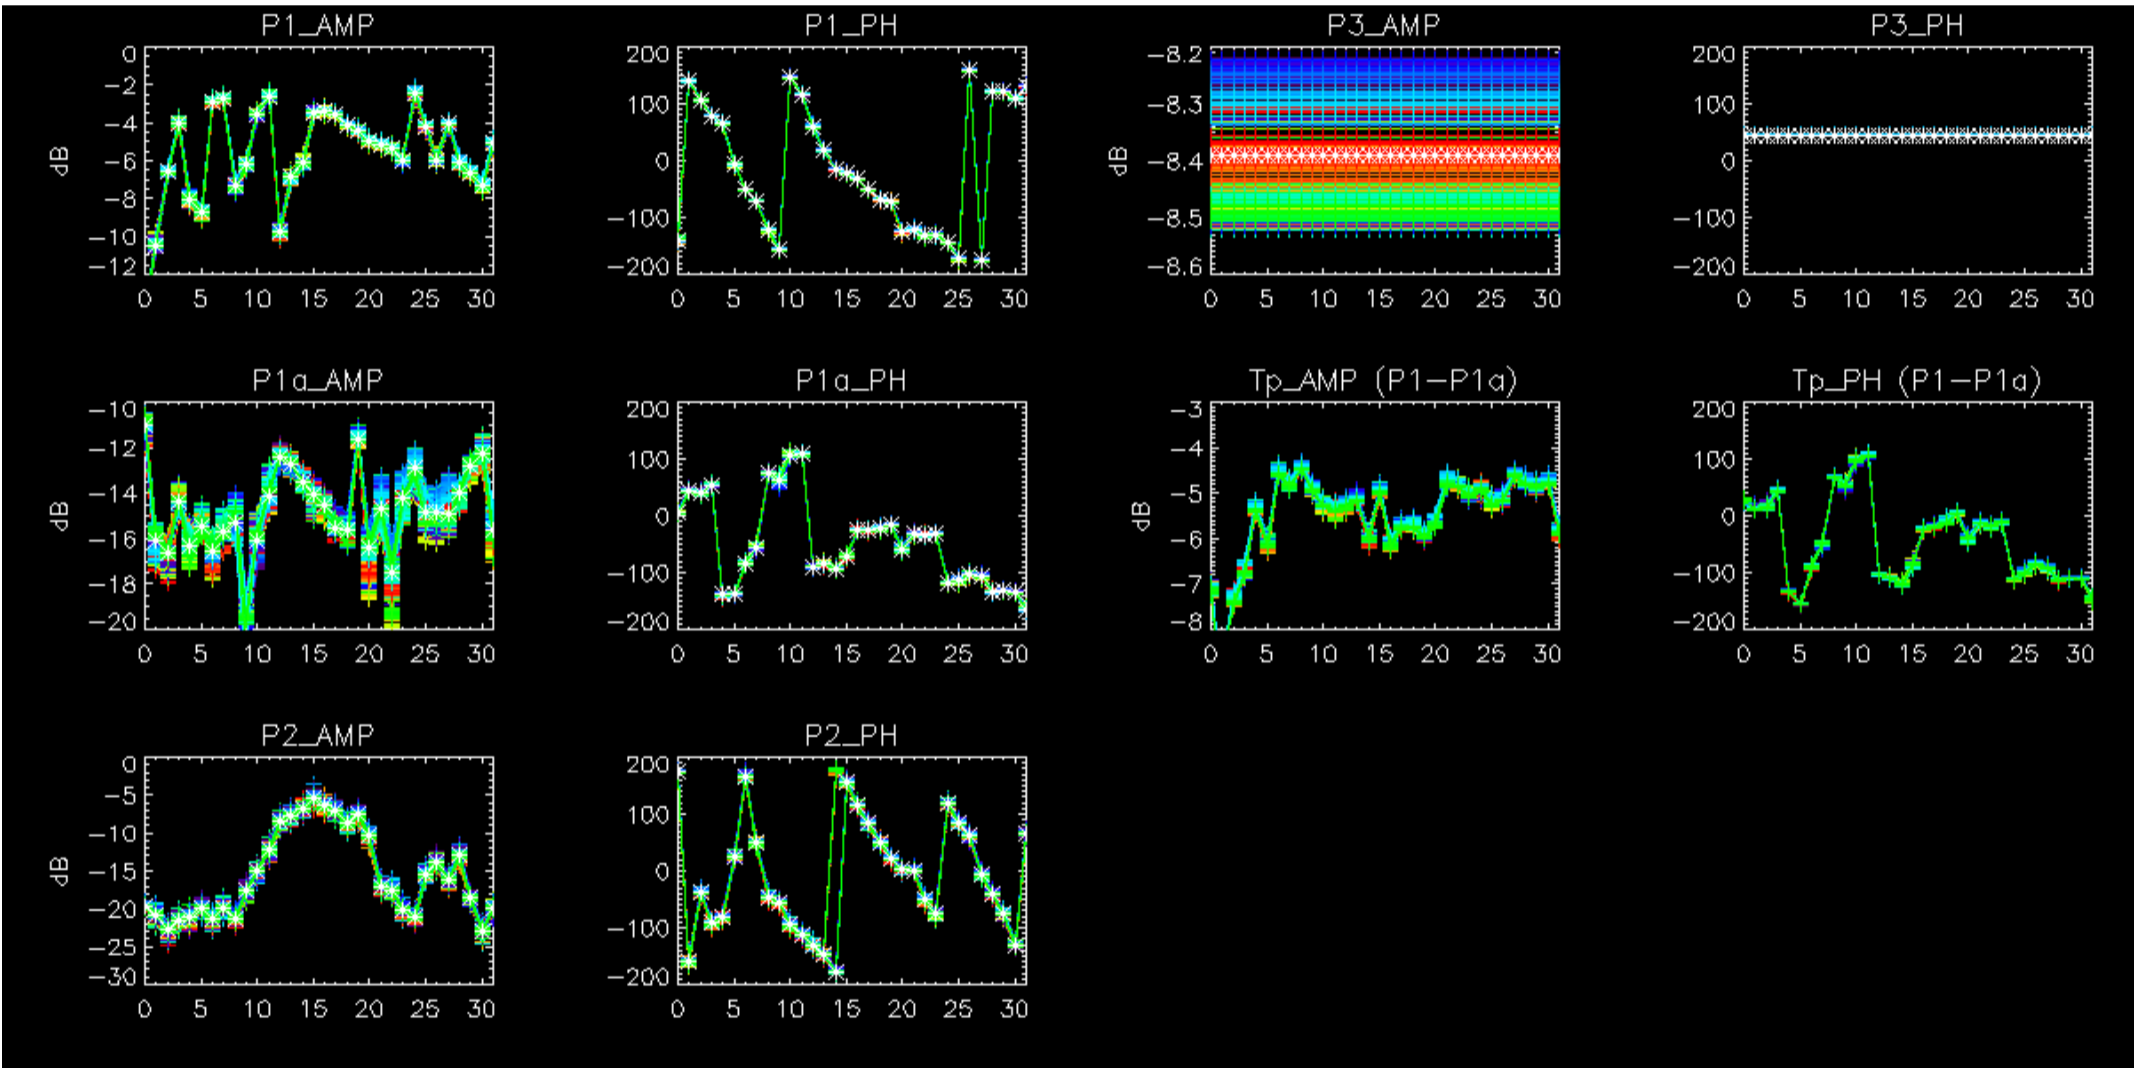 P1_AMP
0
−2
−4
−6
−8
−10
−12
dB
0 5 10 15 20 25 30
P1_PH
200
100
0
−100
−200
0 5 10 15 20 25 30
P3_AMP
−8.2
−8.3
−8.4
−8.5
−8.6
dB
0 5 10 15 20 25 30
P3_PH
200
100
0
−100
−200
0 5 10 15 20 25 30
P1a_AMP
−10
−12
−14
−16
−18
−20
dB
0 5 10 15 20 25 30
P1a_PH
200
100
0
−100
−200
0 5 10 15 20 25 30
Tp_AMP (P1−P1a)
−3
−4
−5
−6
−7
−8
dB
0 5 10 15 20 25 30
Tp_PH (P1−P1a)
200
100
0
−100
−200
0 5 10 15 20 25 30
P2_AMP
0
−5
−10
−15
−20
−25
−30
dB
0 5 10 15 20 25 30
P2_PH
200
100
0
−100
−200
0 5 10 15 20 25 30